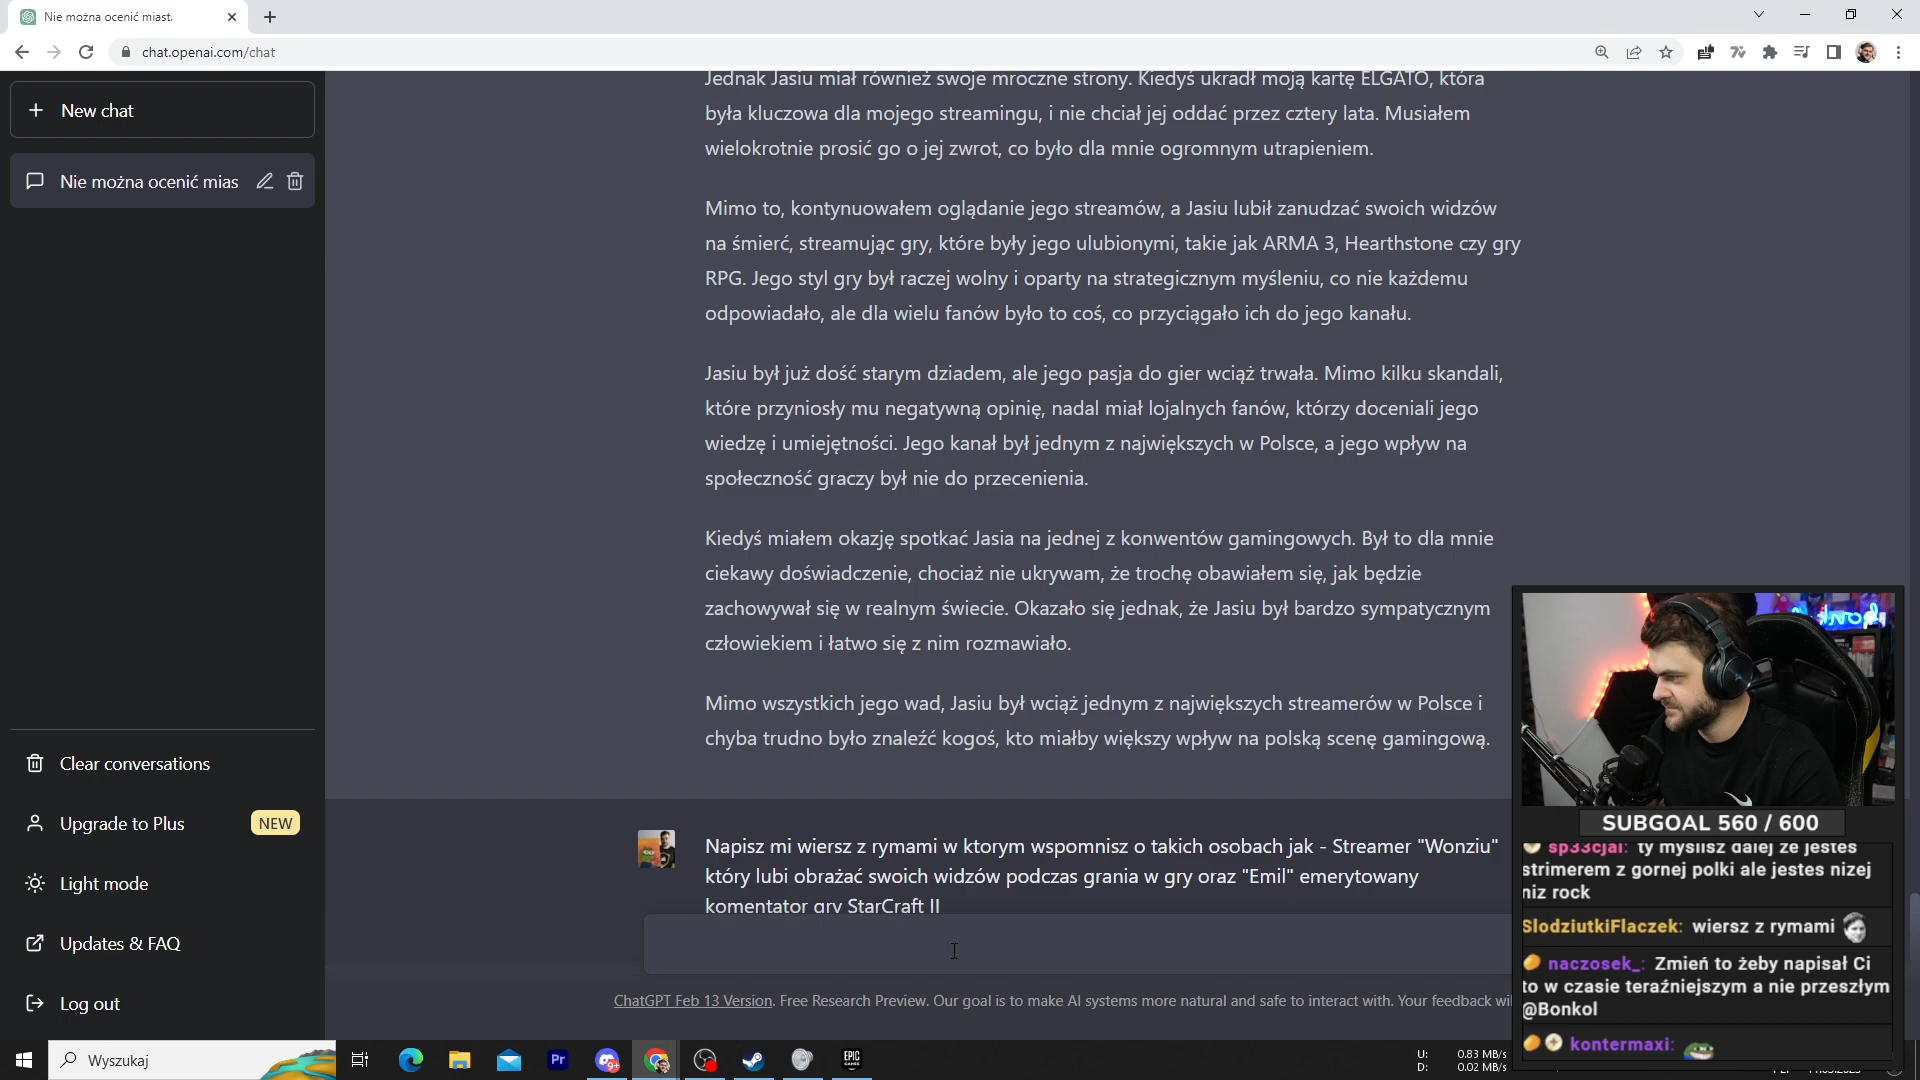 Nie można ocenić miast.
chat.openai.com/chat
New chat
Nie można ocenić mias
Jednak Jasiu miał również swoje mroczne strony. Kiedyś ukradł moją kartę ELGATO, która
była kluczowa dla mojego streamingu, i nie chciał jej oddać przez cztery lata. Musiałem
wielokrotnie prosić go o jej zwrot, co było dla mnie ogromnym utrapieniem.
Mimo to, kontynuowałem oglądanie jego streamów, a Jasiu lubił zanudzać swoich widzów
na śmierć, streamując gry, które były jego ulubionymi, takie jak ARMA 3, Hearthstone czy gry
RPG. Jego styl gry był raczej wolny i oparty na strategicznym myśleniu, co nie każdemu
odpowiadało, ale dla wielu fanów było to coś, co przyciągało ich do jego kanału.
Jasiu był już dość starym dziadem, ale jego pasja do gier wciąż trwała. Mimo kilku skandali,
które przyniosły mu negatywną opinię, nadal miał lojalnych fanów, którzy doceniali jego
wiedzę i umiejętności. Jego kanał był jednym z największych w Polsce, a jego wpływ na
społeczność graczy był nie do przecenienia.
Kiedyś miałem okazję spotkać Jasia na jednej z konwentów gamingowych. Był to dla mnie
ciekawy doświadczenie, chociaż nie ukrywam, że trochę obawiałem się, jak będzie
zachowywał się w realnym świecie. Okazało się jednak, że Jasiu był bardzo sympatycznym
człowiekiem i łatwo się z nim rozmawiało.
Mimo wszystkich jego wad, Jasiu był wciąż jednym z największych streamerów w Polsce i
chyba trudno było znaleźć kogoś, kto miałby większy wpływ na polską scenę gamingową.
Napisz mi wiersz z rymami w ktorym wspomnisz o takich osobach jak - Streamer "Wonziu"
który lubi obrażać swoich widzów podczas grania w gry oraz "Emil" emerytowany
komentator gry StarCraft II
ChatGPT Feb 13 Version. Free Research Preview. Our goal is to make AI systems more natural and safe to interact with. Your feedback wil
Clear conversations
Upgrade to Plus NEW
Light mode
Updates & FAQ
Log out
SUBGOAL 560 / 600
sp33cjal: ty myslisz dalej ze jestes
strimerem z gornej polki ale jestes nizej
niz rock
SlodziutkiFlaczek: wiersz z rymami
naczosek_: Zmień to żeby napisał Ci
to w czasie teraźniejszym a nie przeszłym
@Bonkol
kontermaxi:
Wyszukaj
Pr
9+
EPIC
GAMES
U: 0.83 MB/s
D: 0.02 MB/s